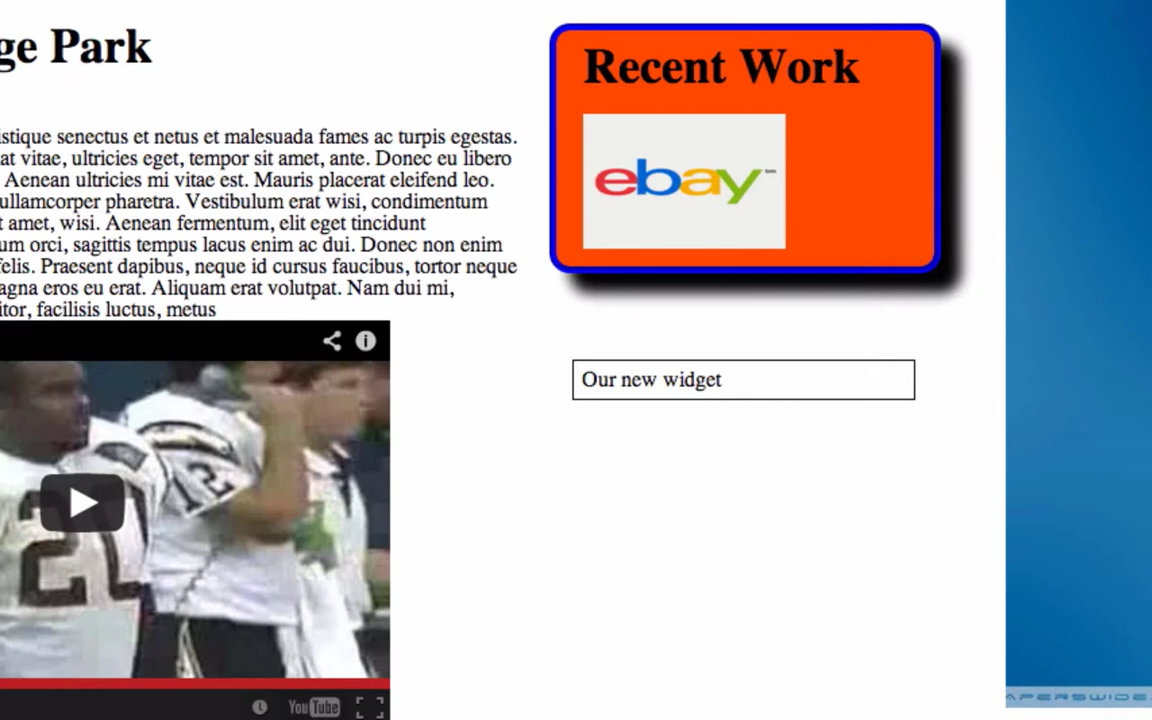 ge Park
istique senectus et netus et malesuada fames ac turpis egestas.
at vitae, ultricies eget, tempor sit amet, ante. Donec eu libero
Aenean ultricies mi vitae est. Mauris placerat eleifend leo.
ullamcorper pharetra. Vestibulum erat wisi, condimentum
t amet, wisi. Aenean fermentum, elit eget tincidunt
um orci, sagittis tempus lacus enim ac dui. Donec non enim
felis. Praesent dapibus, neque id cursus faucibus, tortor neque
agna eros eu erat. Aliquam erat volutpat. Nam dui mi,
itor, facilisis luctus, metus
21
12
YouTube
Recent Work
ebay™
Our new widget
APERSWIDE